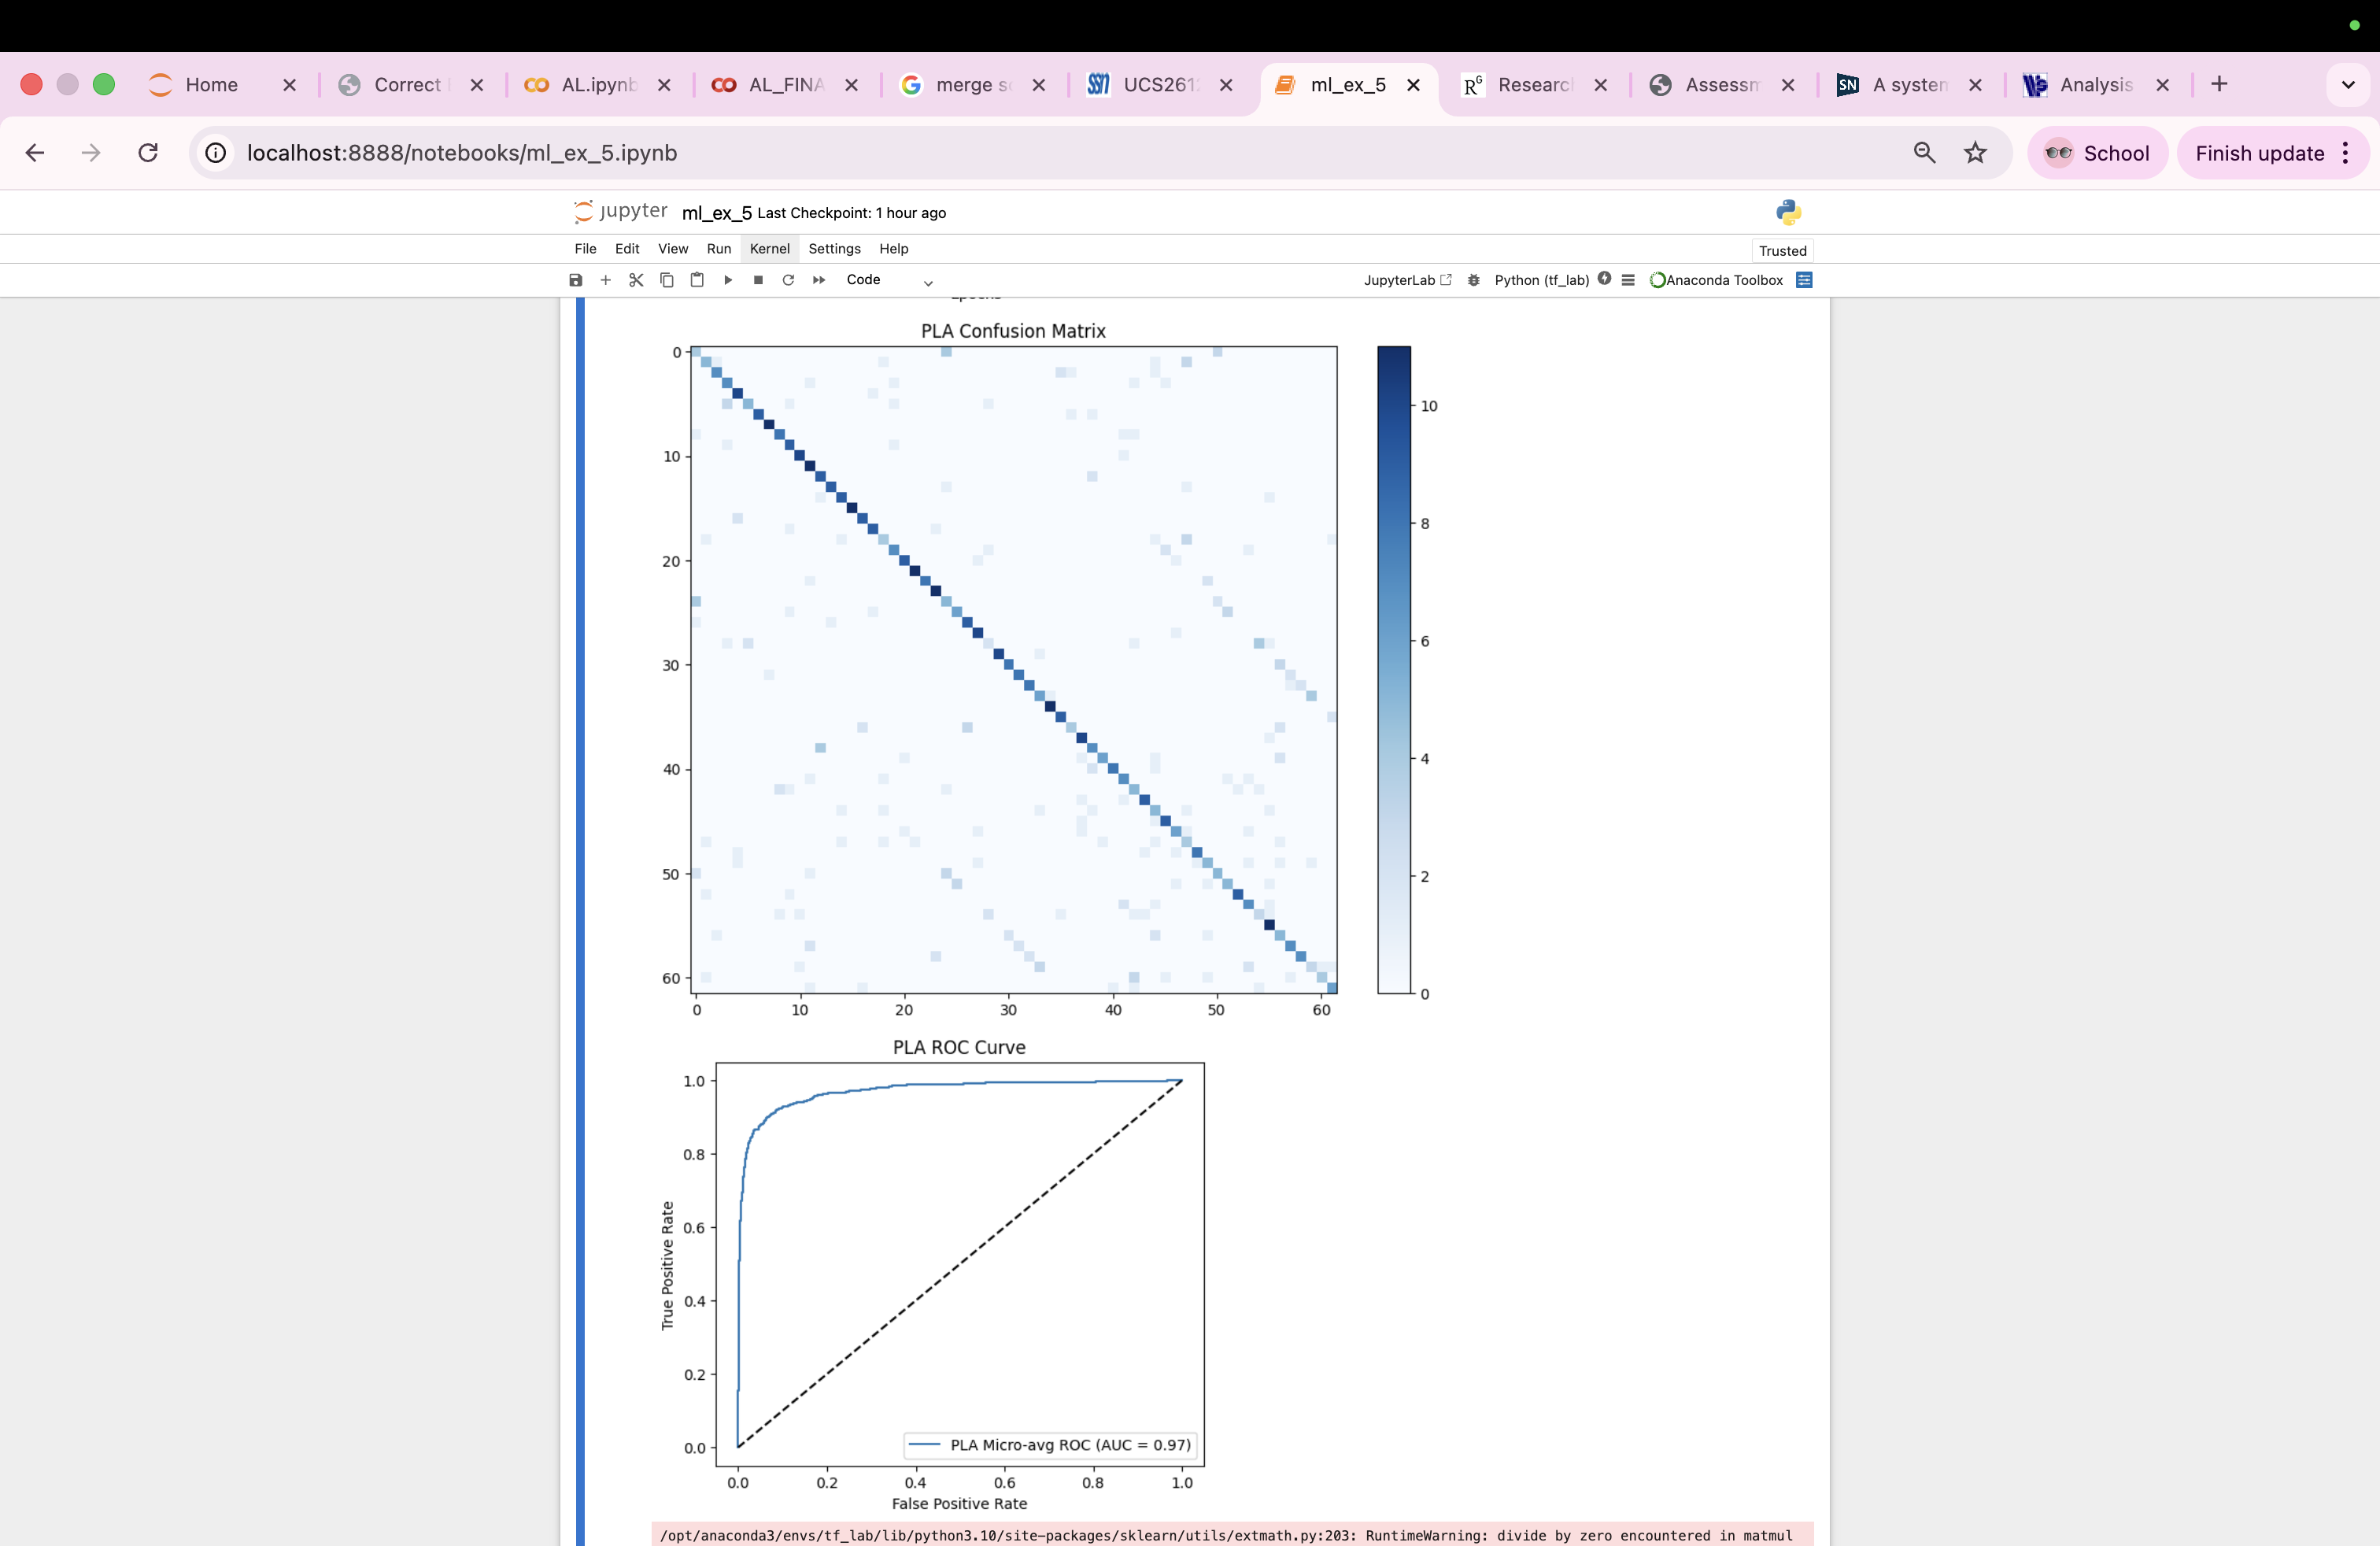 Home
Correct
AL.ipynb
AL_FINA
merge s
UCS261
ml_ex_5
Research
Assessm
A system
Analysis
localhost:8888/notebooks/ml_ex_5.ipynb
School
Finish update
jupyter ml_ex_5 Last Checkpoint: 1 hour ago
File Edit View Run Kernel Settings Help
Trusted
Code
JupyterLab
Python (tf_lab)
Anaconda Toolbox
Epochs
PLA Confusion Matrix
0
10
20
30
40
50
60
0 10 20 30 40 50 60
10
8
6
4
2
0
PLA ROC Curve
1.0
0.8
0.6
0.4
0.2
0.0
True Positive Rate
PLA Micro-avg ROC (AUC = 0.97)
0.0 0.2 0.4 0.6 0.8 1.0
False Positive Rate
/opt/anaconda3/envs/tf_lab/lib/python3.10/site-packages/sklearn/utils/extmath.py:203: RuntimeWarning: divide by zero encountered in matmul